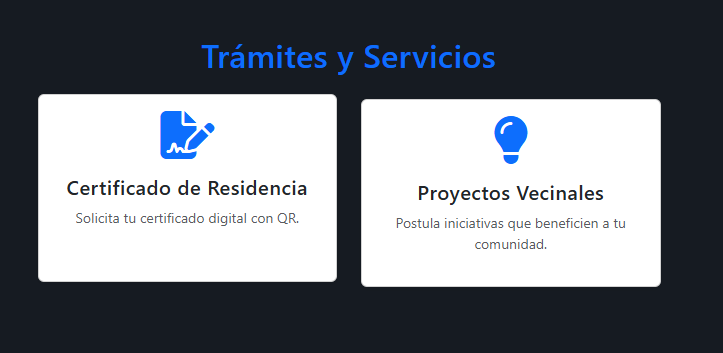 Trámites y Servicios
Certificado de Residencia
Solicita tu certificado digital con QR.
Proyectos Vecinales
Postula iniciativas que beneficien a tu
comunidad.